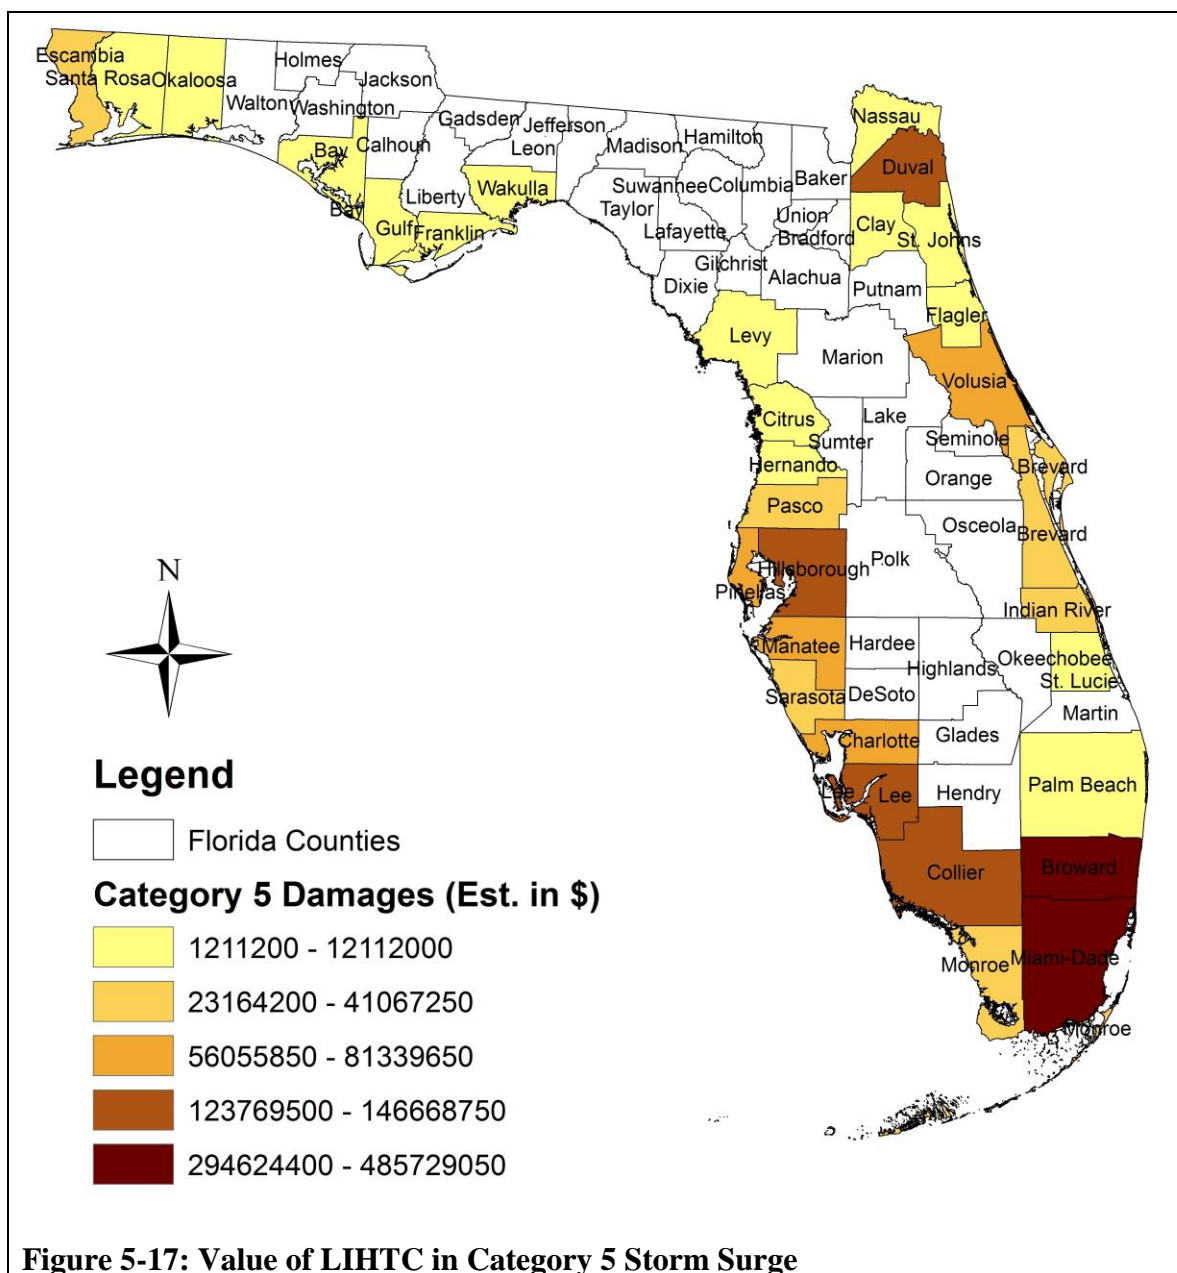 Escambia
Santa Rosa
Okaloosa
Holmes
Jackson
Walton
Washington
Gadsden
Jefferson
Bay
Calhoun
Leon
Madison
Hamilton
Nassau
Duval
Wakulla
Liberty
Suwannee
Columbia
Baker
Bay
Gulf
Franklin
Taylor
Lafayette
Union
Bradford
Clay
St. Johns
Gilchrist
Dixie
Alachua
Putnam
Flagler
Levy
Marion
Volusia
Citrus
Lake
Sumter
Seminole
Hernando
Orange
Brevard
Pasco
Osceola
Brevard
Hillsborough
Polk
Pinellas
Indian River
N
Manatee
Hardee
Highlands
Okeechobee
St. Lucie
Sarasota
DeSoto
Martin
Charlotte
Glades
Lee
Lee
Hendry
Palm Beach
Collier
Broward
Monroe
Miami-Dade
Monroe
Legend
Florida Counties
Category 5 Damages (Est. in $)
1211200 - 12112000
23164200 - 41067250
56055850 - 81339650
123769500 - 146668750
294624400 - 485729050
Figure 5-17: Value of LIHTC in Category 5 Storm Surge